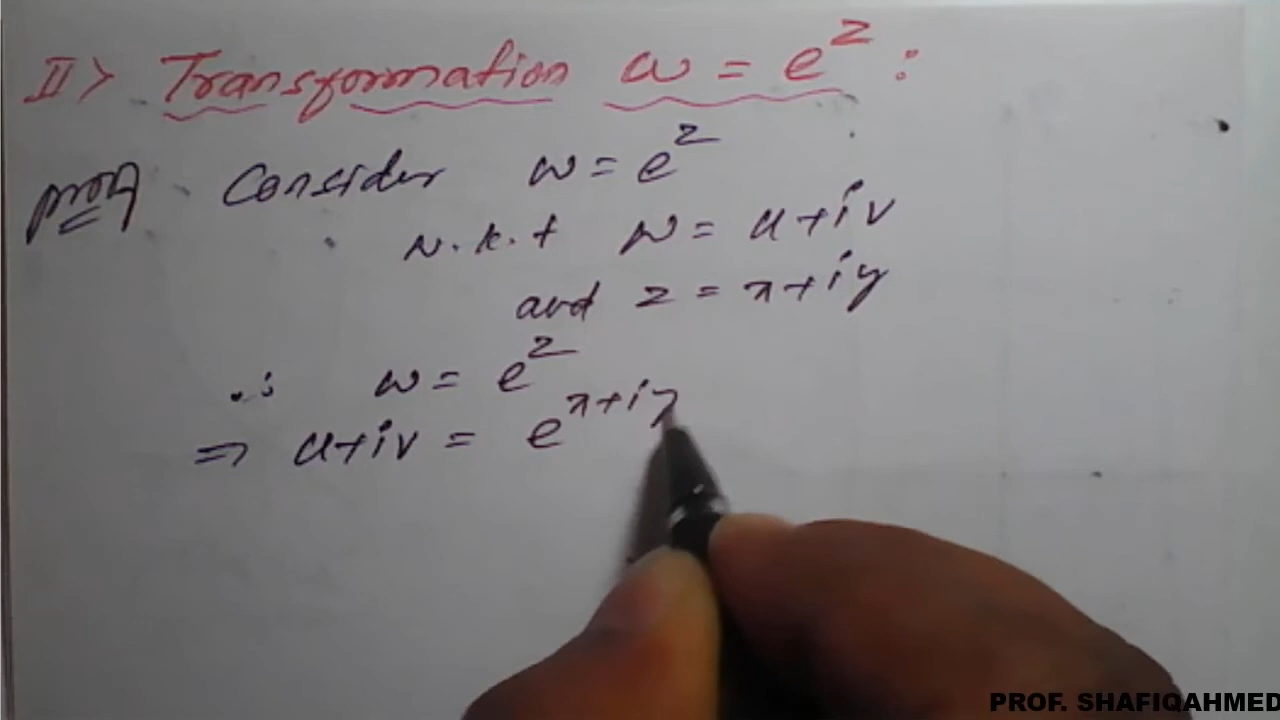 II> Transformation w = e^z :
proof Consider w = e^z
w.k.t w = u+iv
and z = x+iy
∴ w = e^z
⇒ u+iv = e^x+iy
PROF. SHAFIQAHMED